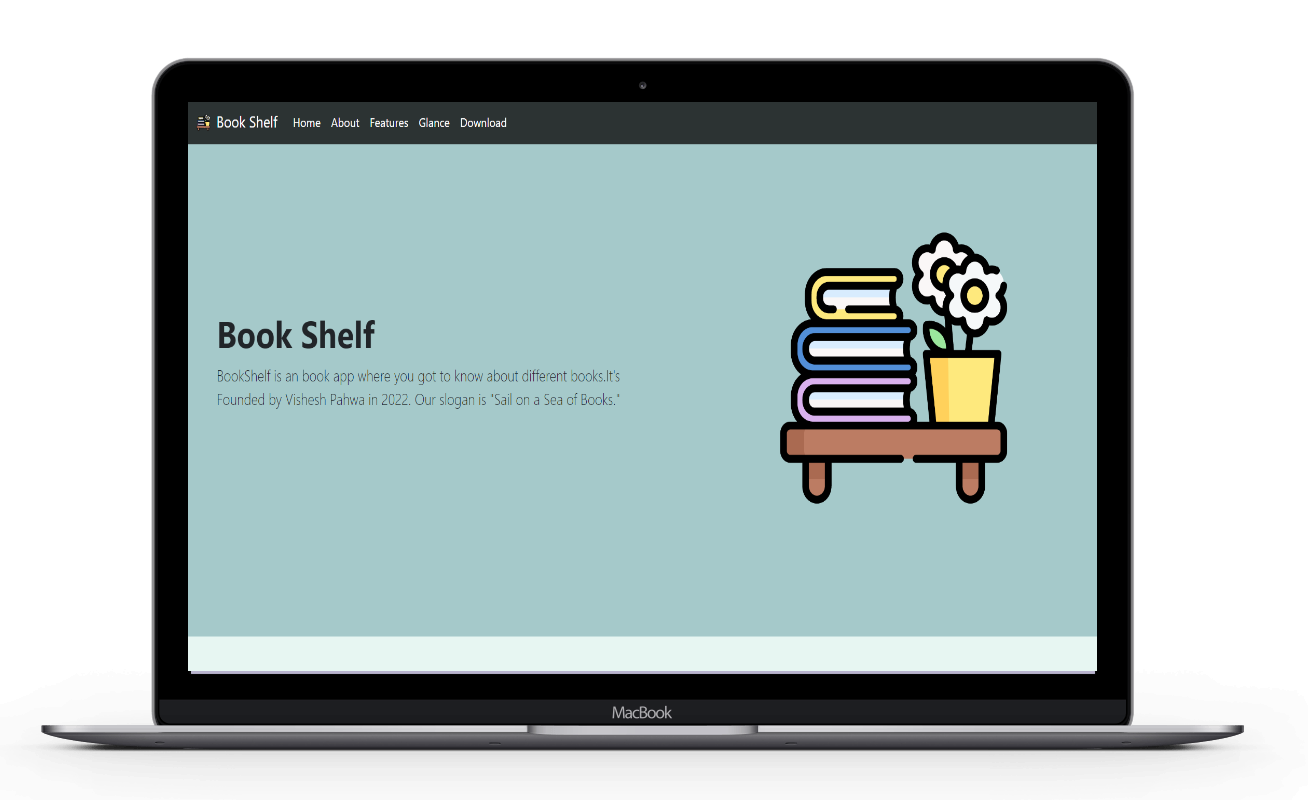 Book Shelf Home About Features Glance Download
Book Shelf
BookShelf is an book app where you got to know about different books.It's
Founded by Vishesh Pahwa in 2022. Our slogan is "Sail on a Sea of Books."
MacBook